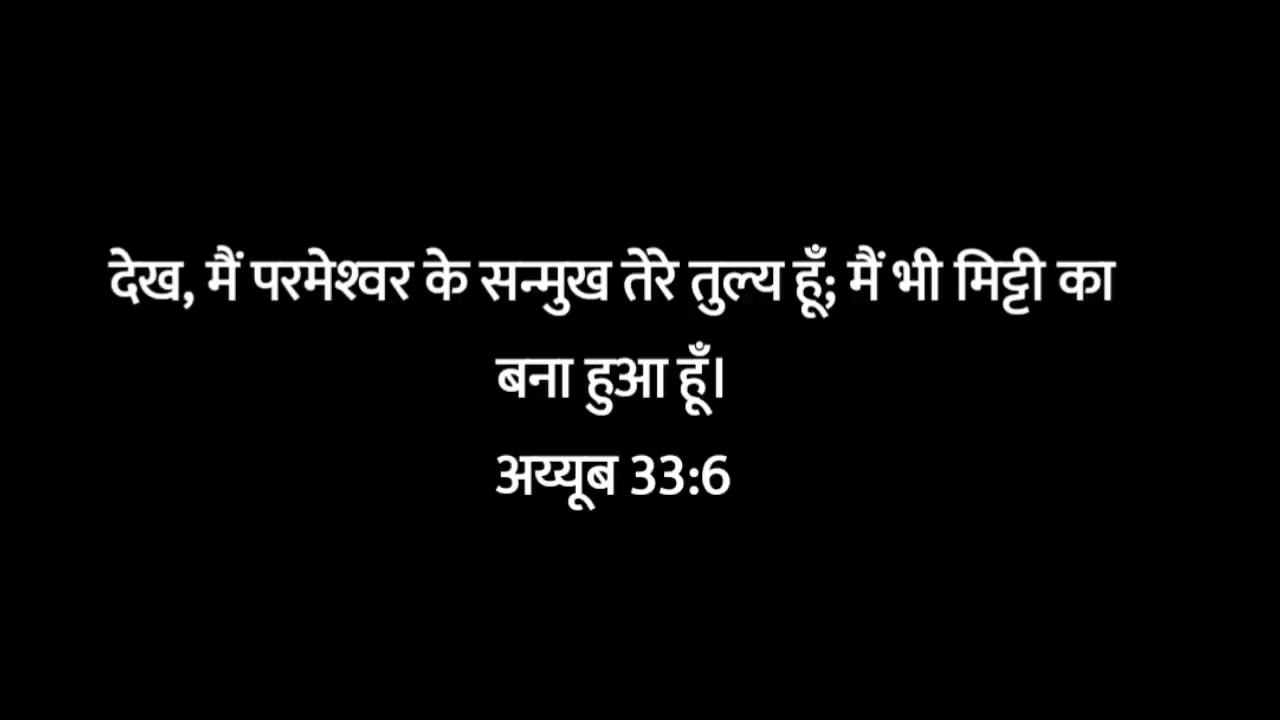 देख, मैं परमेश्वर के सन्मुख तेरे तुल्य हूँ; मैं भी मिट्टी का
बना हुआ हूँ।
अय्यूब 33:6